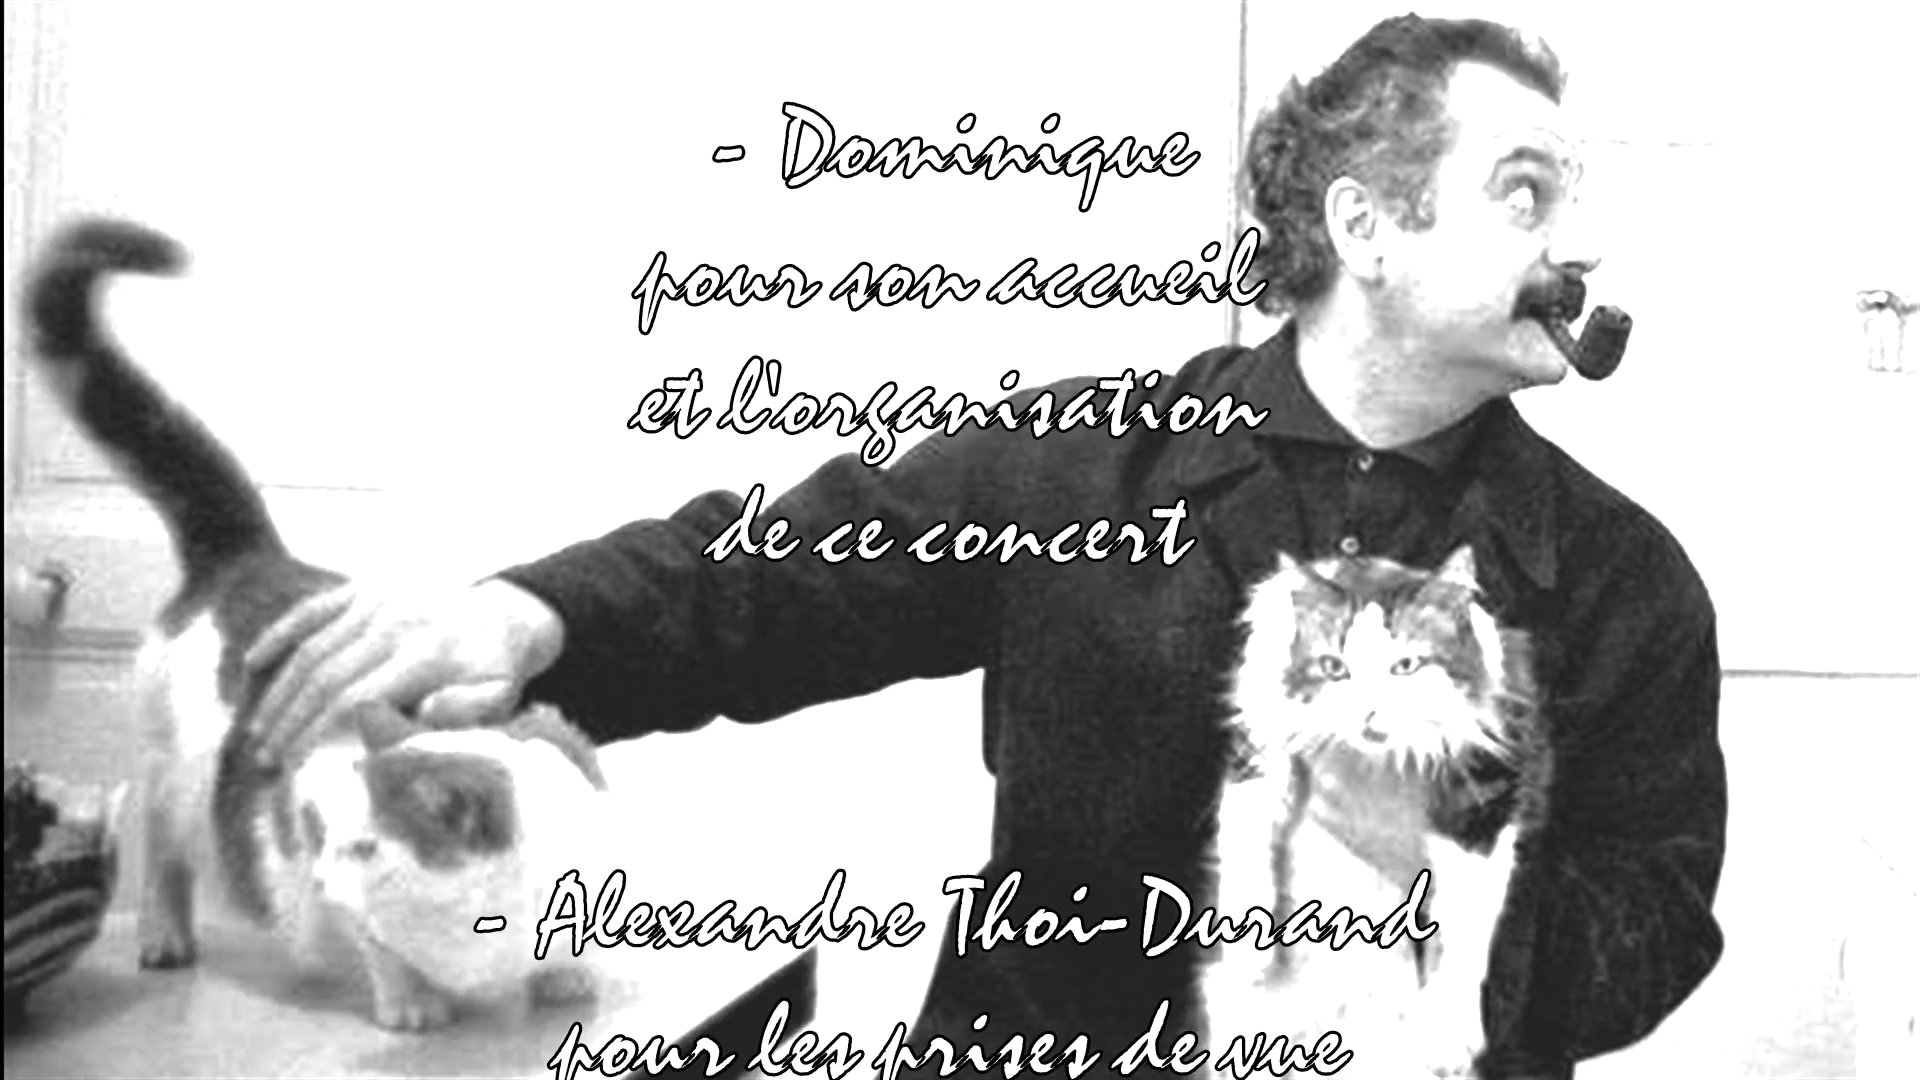 - Dominique
pour son accueil
et l'organisation
de ce concert
- Alexandre Thoi-Durand
pour les prises de vue